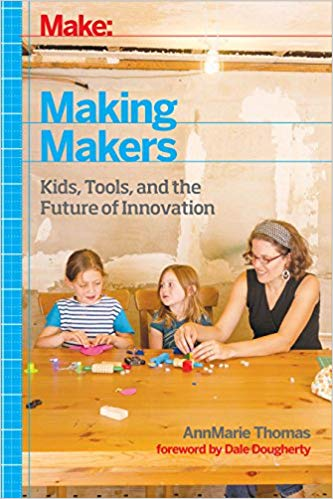 Make:
Making
Makers
Kids, Tools, and the
Future of Innovation
AnnMarie Thomas
foreword by Dale Dougherty